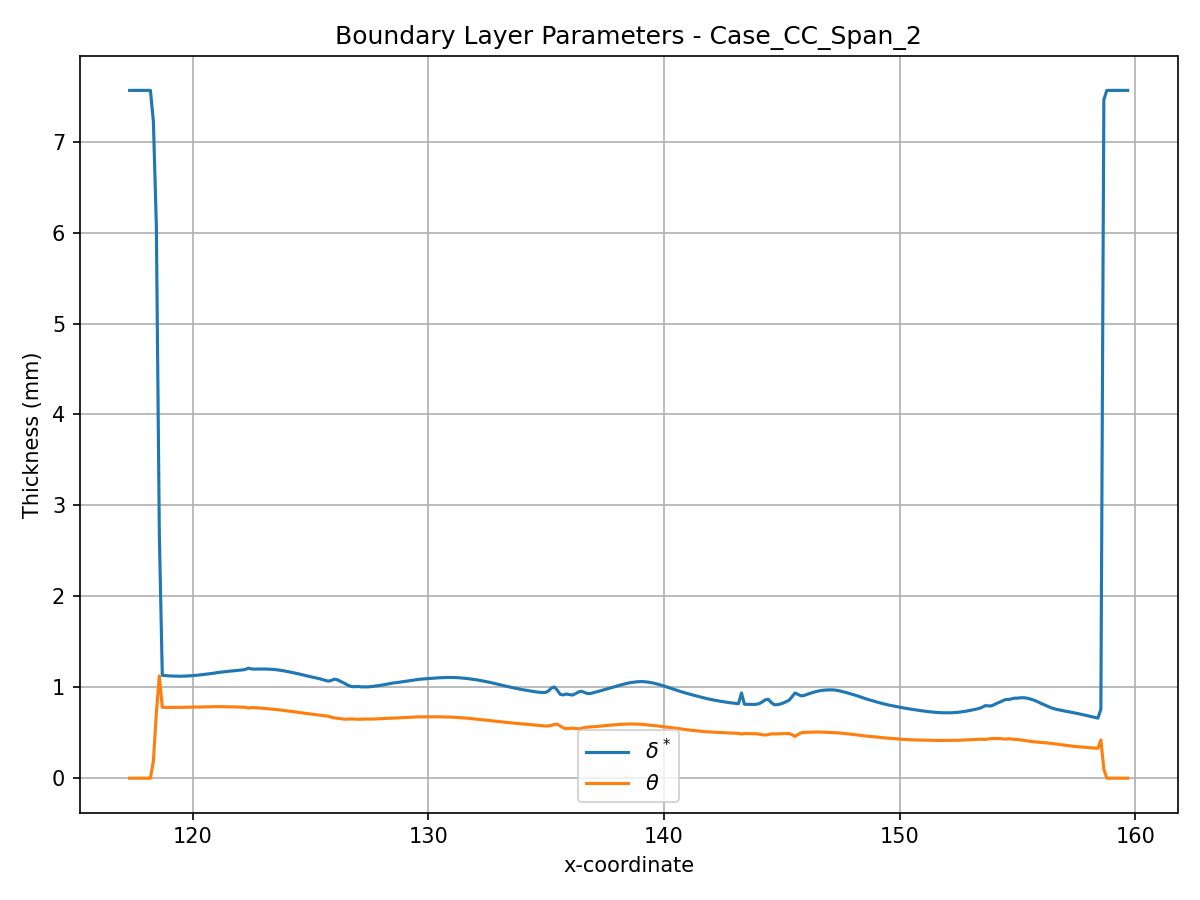 Boundary Layer Parameters - Case_CC_Span_2
Thickness (mm)
7
6
5
4
3
2
1
0
δ*
θ
120 130 140 150 160
x-coordinate